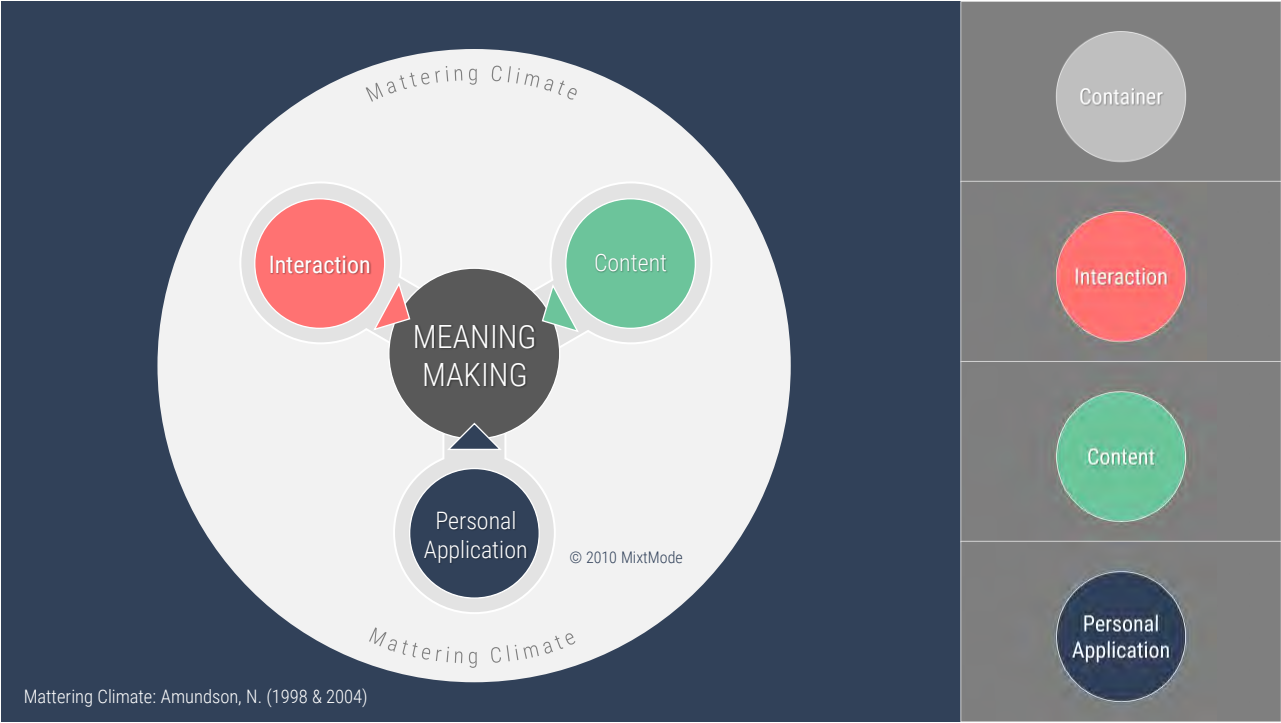 Mattering Climate
Interaction
Content
MEANING
MAKING
Personal
Application
© 2010 MixtMode
Mattering Climate
Mattering Climate: Amundson, N. (1998 & 2004)
Container
Interaction
Content
Personal
Application